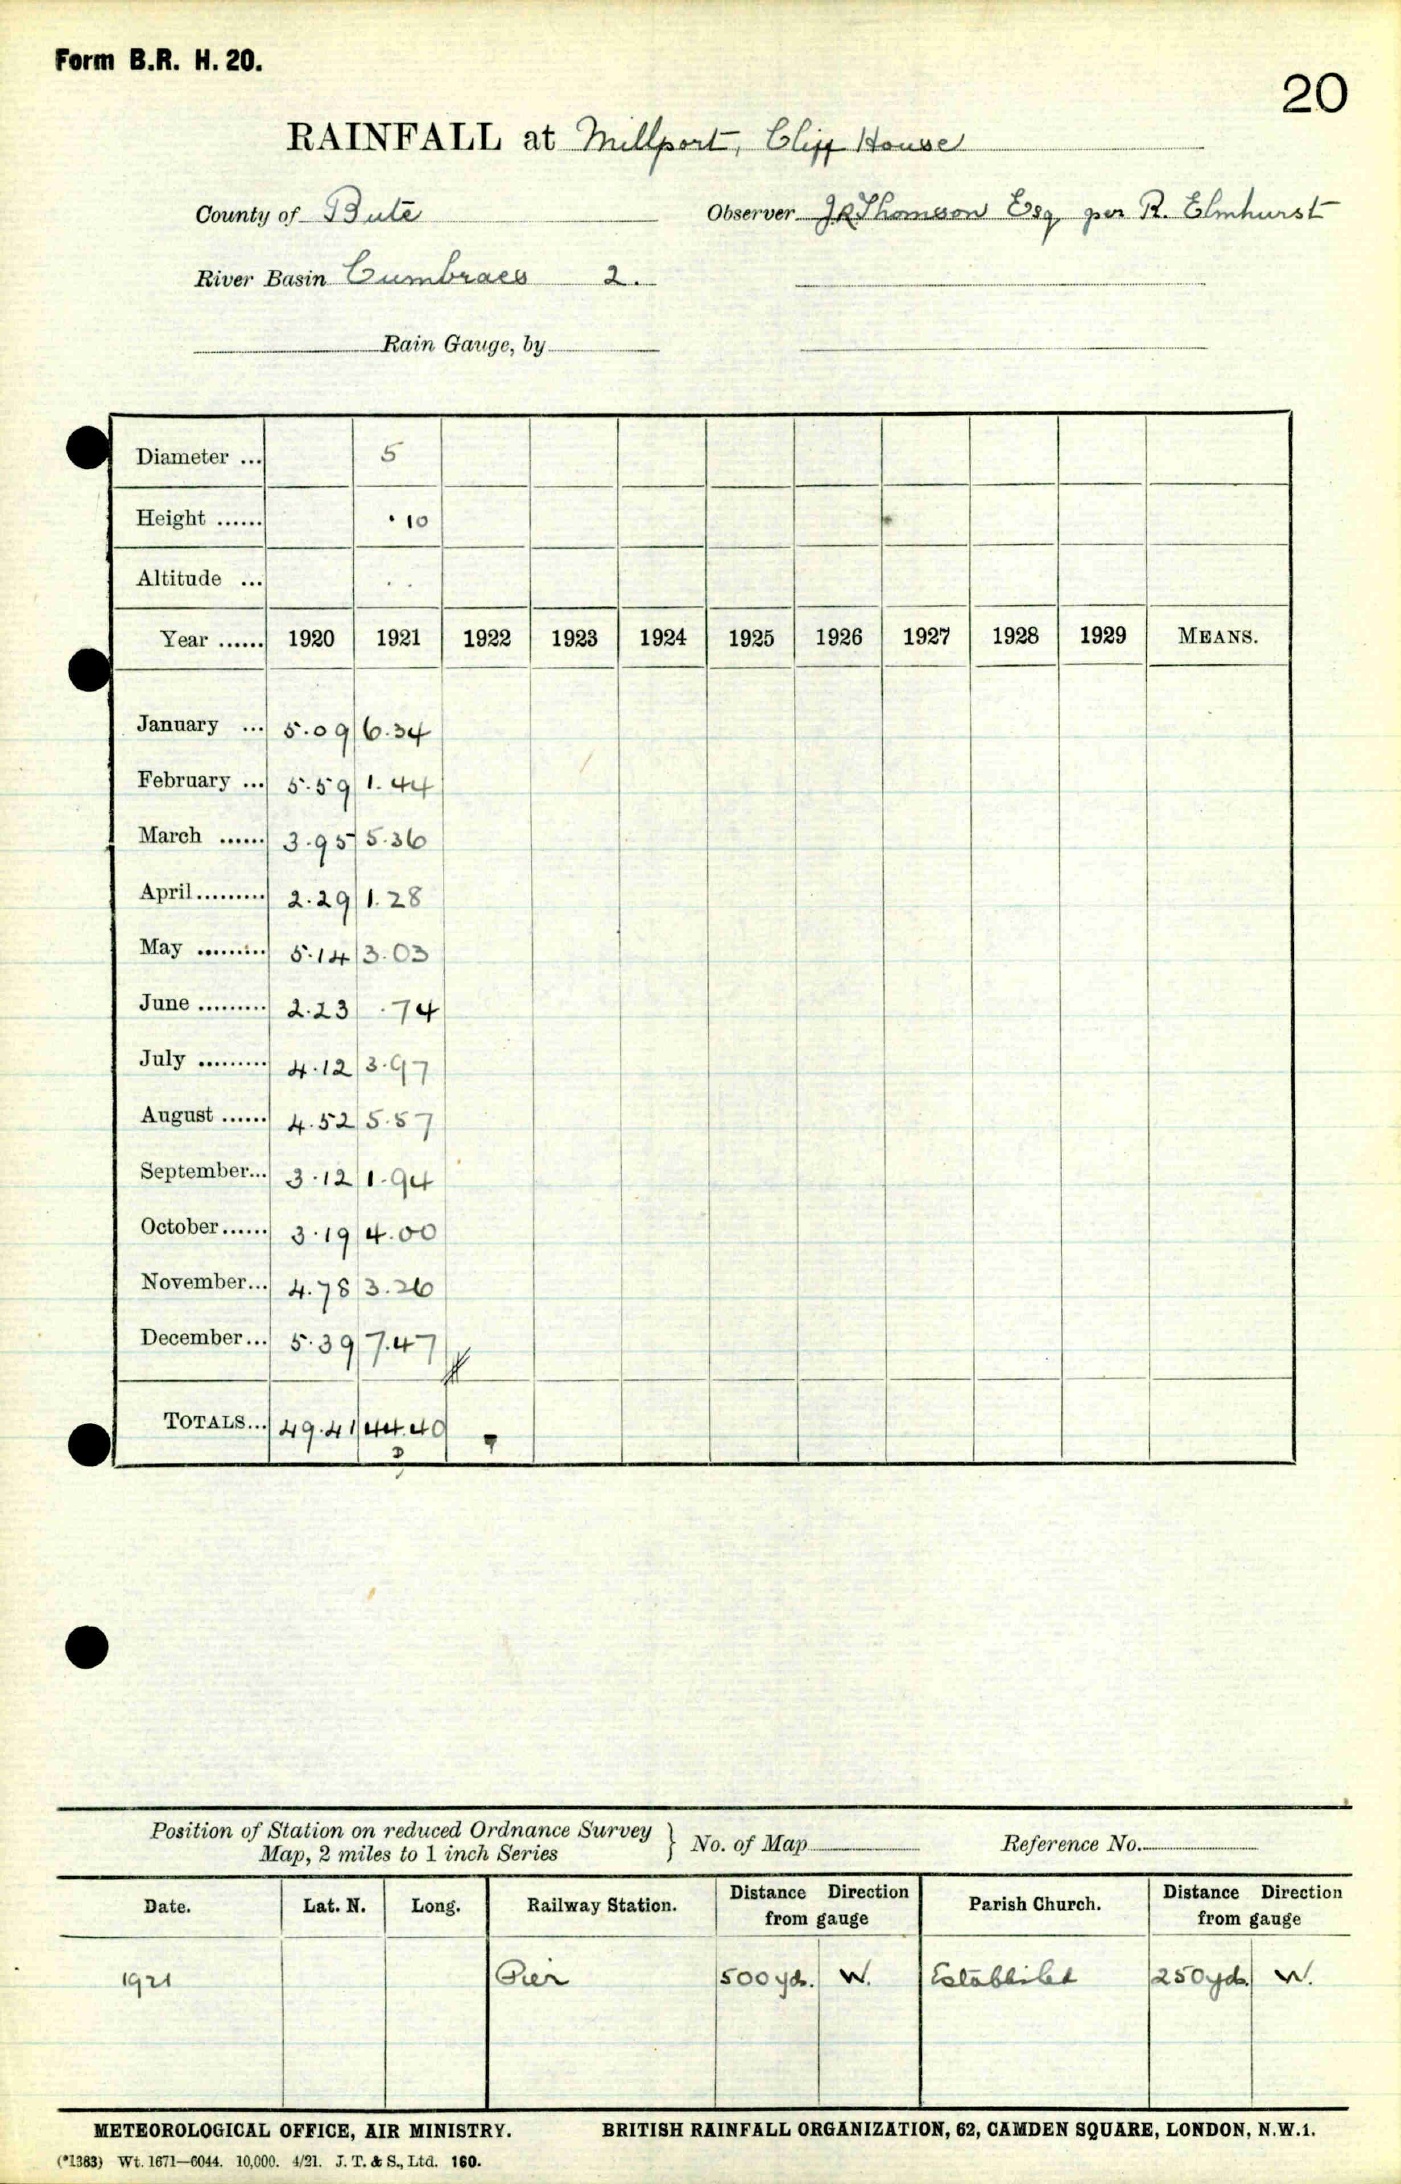 Form B.R. H. 20.
20
RAINFALL at Millport, Cliff House
County of Bute
Observer J.R. Thomson Esq per R. Elmhurst
River Basin Cumbraes 2.
Rain Gauge, by
Diameter ... 5
Height ...... ·10
Altitude ... . .
Year ...... 1920 1921 1922 1923 1924 1925 1926 1927 1928 1929 MEANS.
January ... 5.09 6.34
February ... 5.59 1.44
March ...... 3.95 5.36
April......... 2.29 1.28
May ......... 5.14 3.03
June ......... 2.23 .74
July ......... 4.12 3.97
August ...... 4.52 5.57
September... 3.12 1.94
October...... 3.19 4.00
November... 4.78 3.26
December... 5.39 7.47
TOTALS... 49.41 44.40
Position of Station on reduced Ordnance Survey
Map, 2 miles to 1 inch Series
No. of Map
Reference No.
Date. Lat. N. Long. Railway Station. Distance Direction from gauge Parish Church. Distance Direction from gauge
1921 Pier 500 yds. W. Established 250 yds. W.
METEOROLOGICAL OFFICE, AIR MINISTRY. BRITISH RAINFALL ORGANIZATION, 62, CAMDEN SQUARE, LONDON, N.W.1.
(*1383) Wt. 1671—6044. 10,000. 4/21. J. T. & S., Ltd. 160.